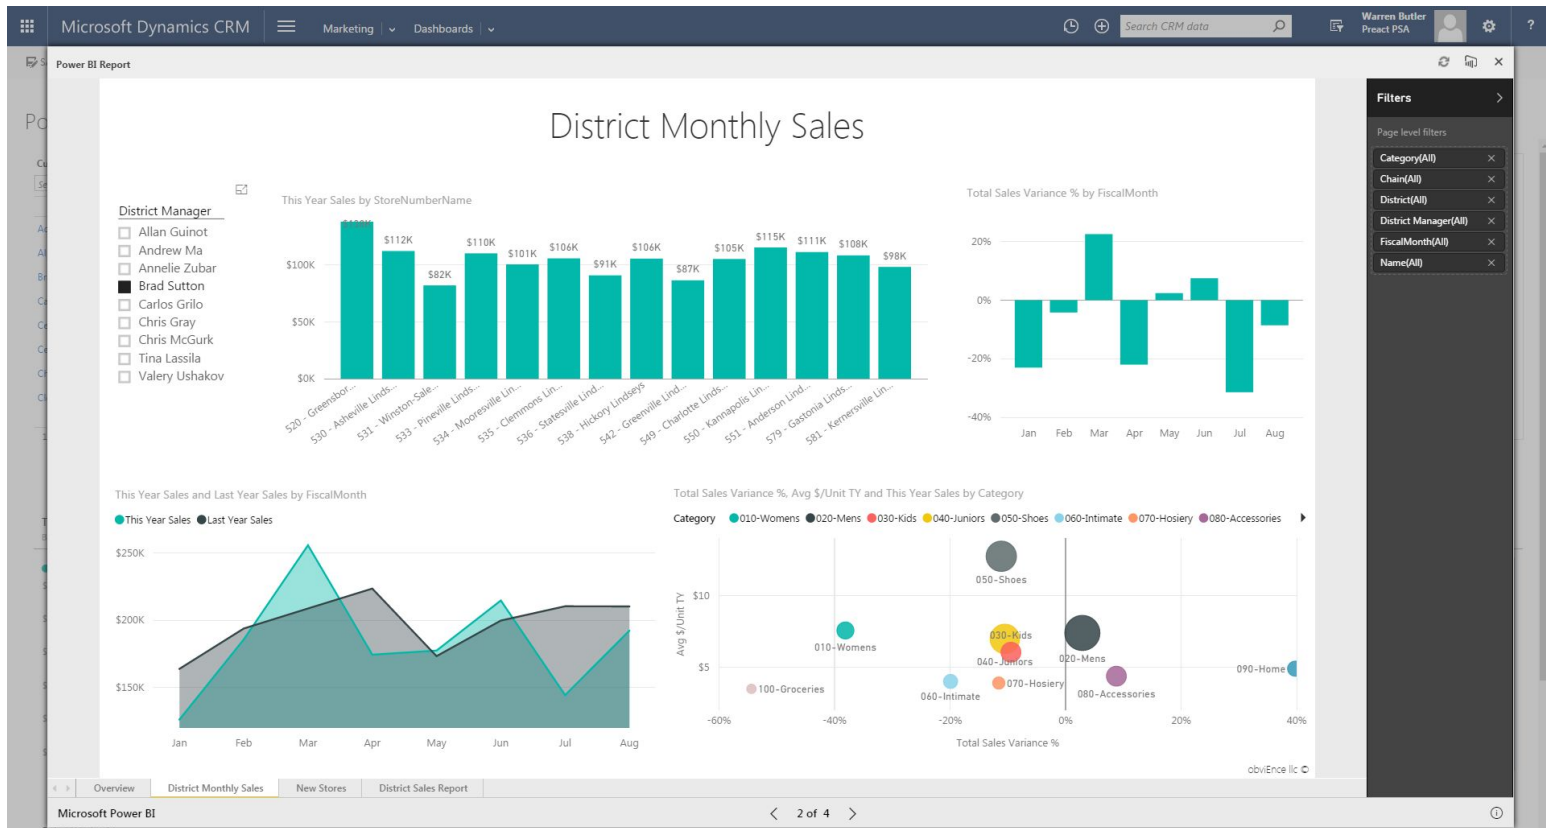 Microsoft Dynamics CRM
Marketing
Dashboards
Search CRM data
Warren Butler
Preact PSA
?
Power BI Report
District Monthly Sales
District Manager
Allan Guinot
Andrew Ma
Annelie Zubar
Brad Sutton
Carlos Grilo
Chris Gray
Chris McGurk
Tina Lassila
Valery Ushakov
This Year Sales by StoreNumberName
$112K
$82K
$110K
$101K
$106K
$91K
$106K
$87K
$105K
$115K
$111K
$108K
$98K
$100K
$50K
$0K
520 - Greensbor...
530 - Asheville Linds...
531 - Winston-Sale...
533 - Pineville Linds...
534 - Mooresville Lin...
535 - Clemmons Lin...
536 - Statesville Lind...
538 - Hickory Lindseys
542 - Greenville Lind...
549 - Charlotte Linds...
550 - Kannapolis Lin...
551 - Anderson Lind...
579 - Gastonia Linds...
581 - Kernersville Lin...
Total Sales Variance % by FiscalMonth
20%
0%
-20%
-40%
Jan Feb Mar Apr May Jun Jul Aug
This Year Sales and Last Year Sales by FiscalMonth
This Year Sales Last Year Sales
$250K
$200K
$150K
Jan Feb Mar Apr May Jun Jul Aug
Total Sales Variance %, Avg $/Unit TY and This Year Sales by Category
Category 010-Womens 020-Mens 030-Kids 040-Juniors 050-Shoes 060-Intimate 070-Hosiery 080-Accessories
Avg $/Unit TY
$10
$5
050-Shoes
010-Womens
030-Kids
040-Juniors
020-Mens
090-Home
100-Groceries
060-Intimate
070-Hosiery
080-Accessories
-60% -40% -20% 0% 20% 40%
Total Sales Variance %
obviEnce llc ©
Filters
Page level filters
Category(All)
Chain(All)
District(All)
District Manager(All)
FiscalMonth(All)
Name(All)
Overview
District Monthly Sales
New Stores
District Sales Report
Microsoft Power BI
2 of 4